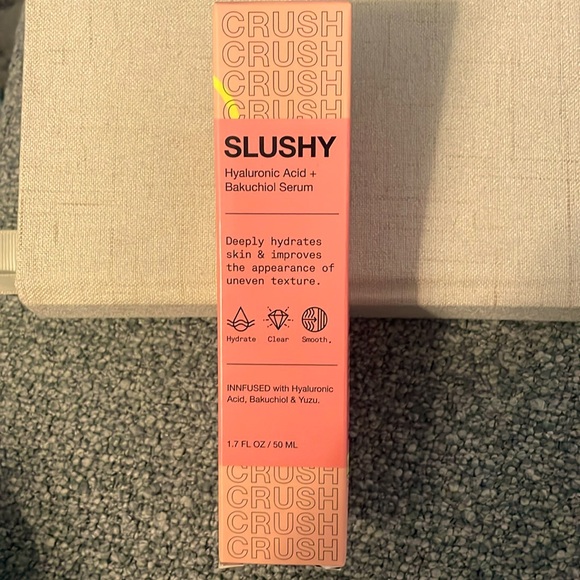 CRUSH
CRUSH
CRUSH
CRUSH
SLUSHY
Hyaluronic Acid +
Bakuchiol Serum
Deeply hydrates
skin & improves
the appearance of
uneven texture.
Hydrate Clear Smooth.
INNFUSED with Hyaluronic
Acid, Bakuchiol & Yuzu.
1.7 FL OZ / 50 ML
CRUSH
CRUSH
CRUSH
CRUSH